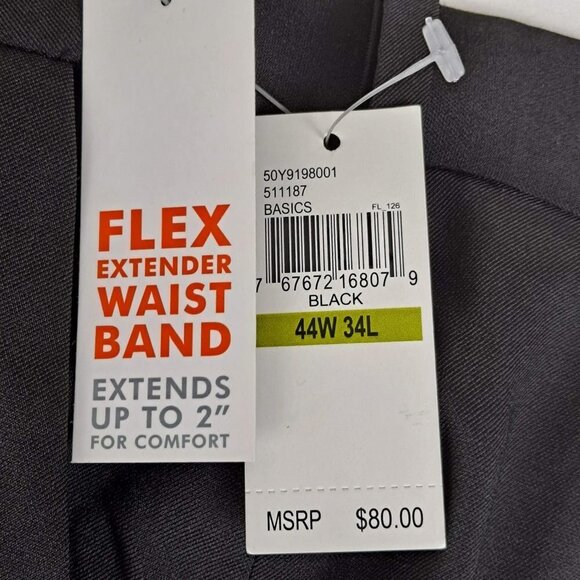 FLEX
EXTENDER
WAIST
BAND
EXTENDS
UP TO 2”
FOR COMFORT
50Y9198001
511187
BASICS
FL_126
7 67672 16807 9
BLACK
44W 34L
MSRP $80.00